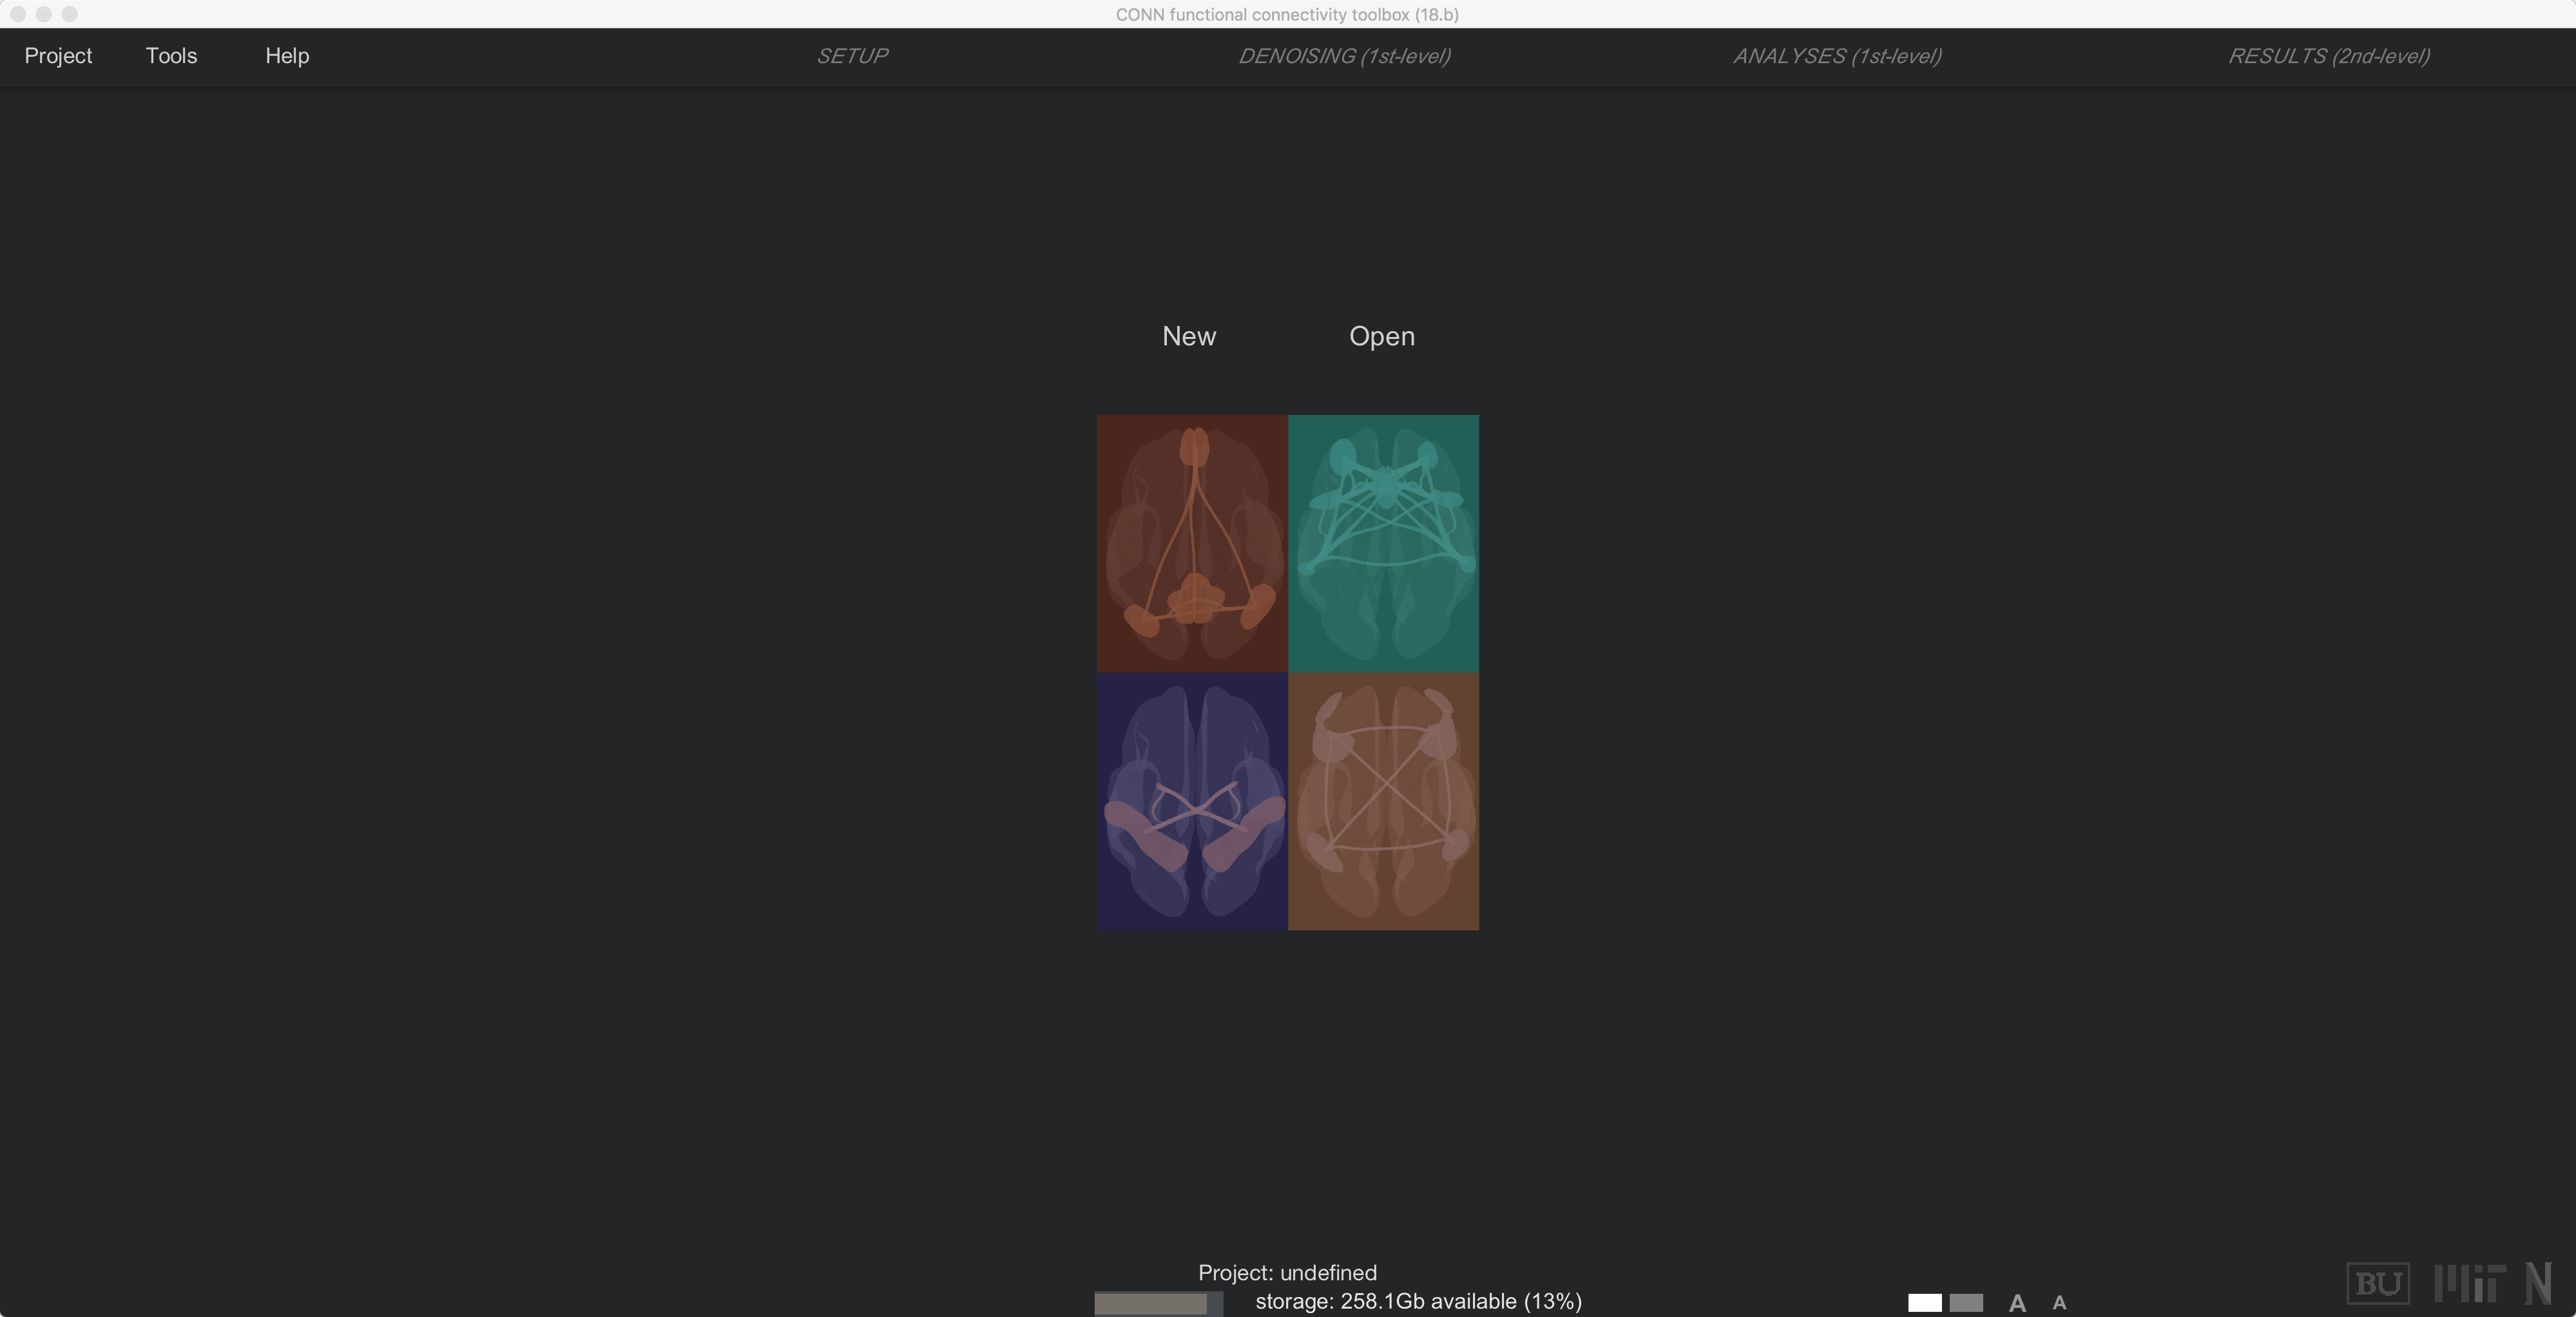 CONN functional connectivity toolbox (18.b)
Project Tools Help SETUP DENOISING (1st-level) ANALYSES (1st-level) RESULTS (2nd-level)
New Open
Project: undefined
storage: 258.1Gb available (13%)
A A
BU MIT N